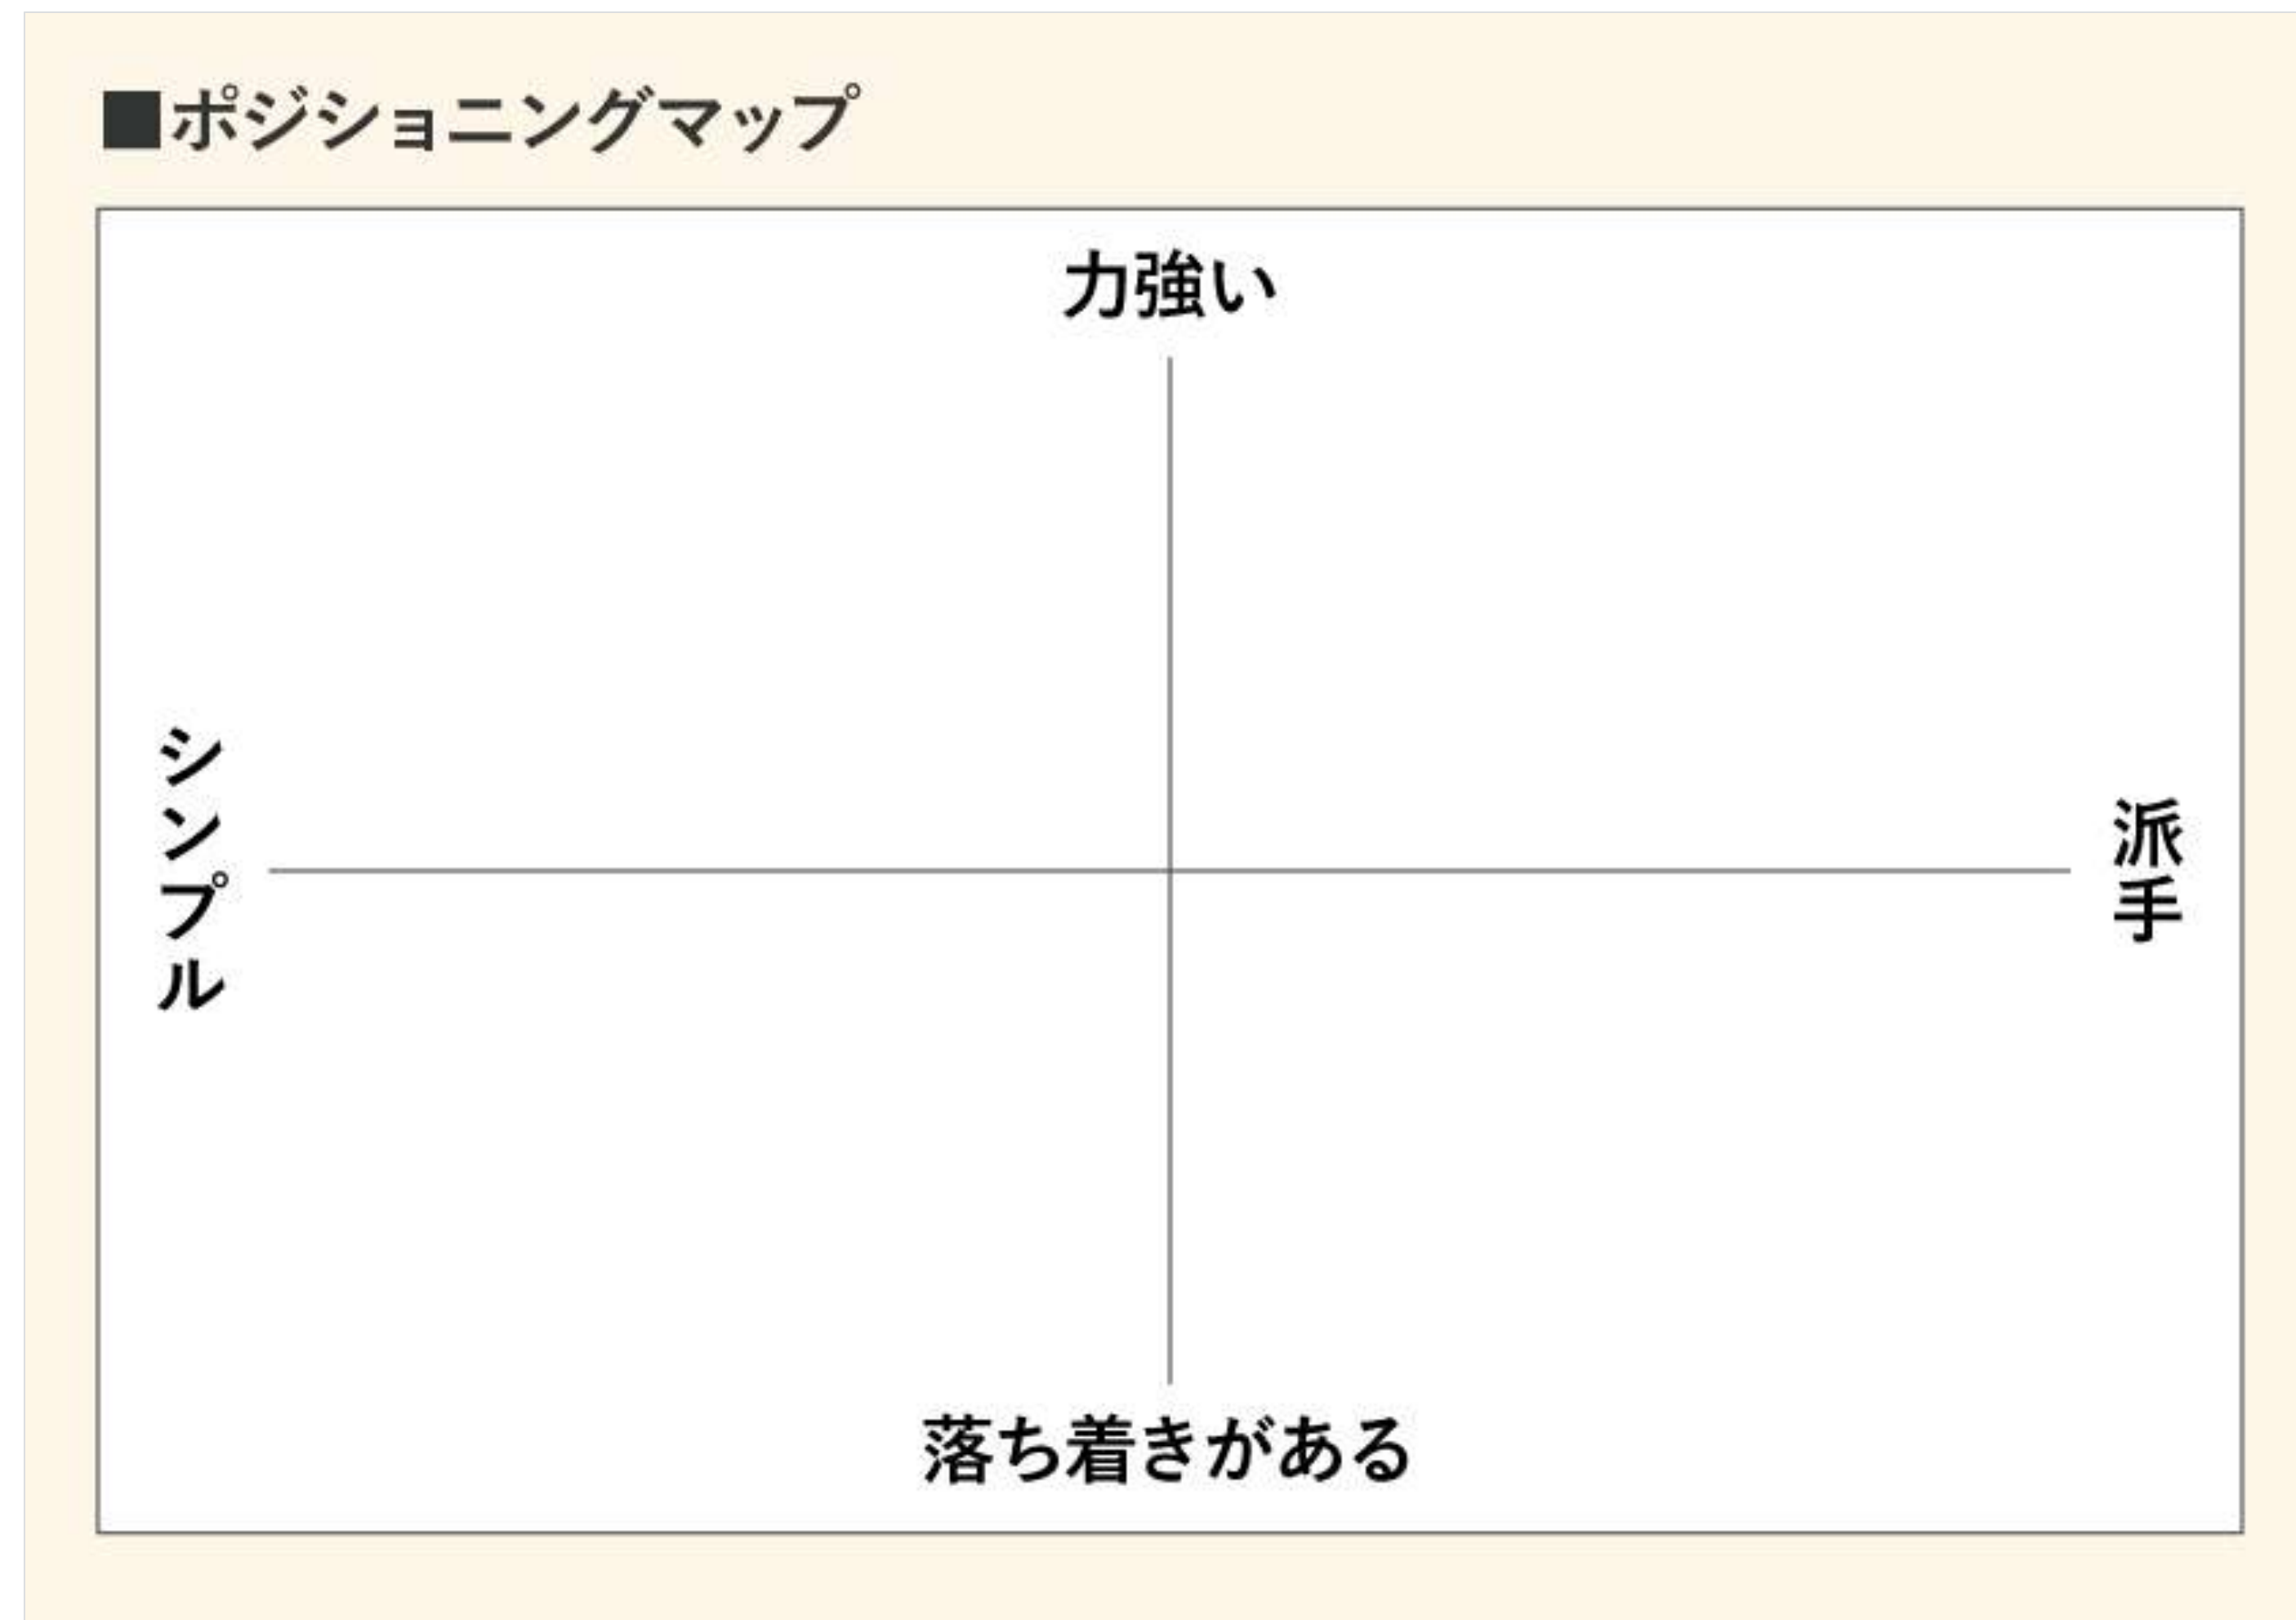 ■ポジショニングマップ
力強い
シンプル
派手
落ち着きがある